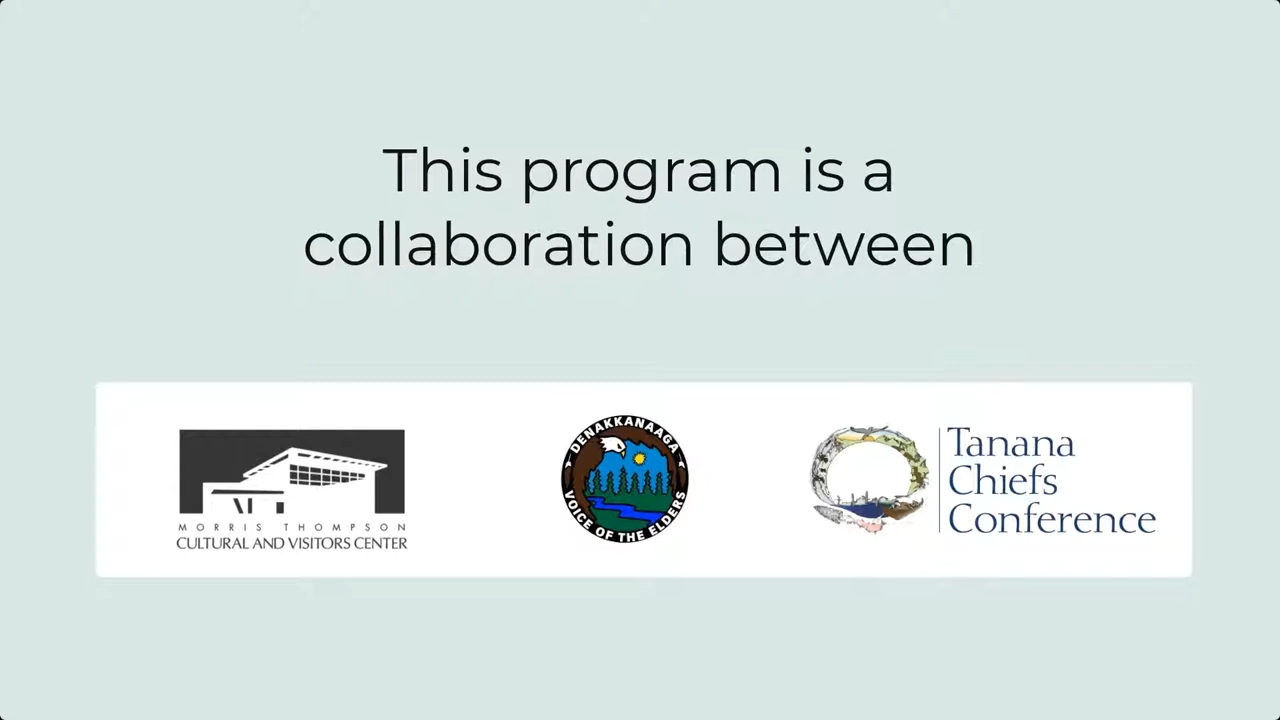 This program is a
collaboration between
MORRIS THOMPSON
CULTURAL AND VISITORS CENTER
DENAKKANAAGA
VOICE OF THE ELDERS
Tanana
Chiefs
Conference